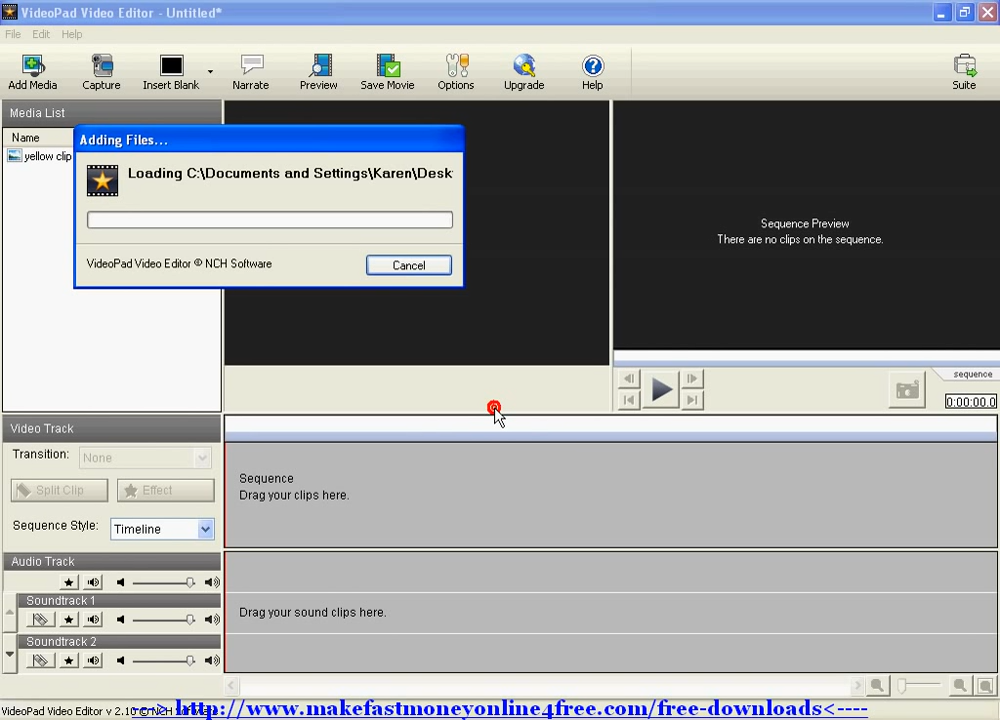 VideoPad Video Editor - Untitled*
File Edit Help
Add Media Capture Insert Blank Narrate Preview Save Movie Options Upgrade Help Suite
Media List
Name
yellow clip
Adding Files...
Loading C:\Documents and Settings\Karen\Desk
VideoPad Video Editor © NCH Software
Cancel
Sequence Preview
There are no clips on the sequence.
sequence
0:00:00.0
Video Track
Transition: None
Split Clip Effect
Sequence Style: Timeline
Sequence
Drag your clips here.
Audio Track
Soundtrack 1
Drag your sound clips here.
Soundtrack 2
VideoPad Video Editor v 2.10 © NCH Software
---> http://www.makefastmoneyonline4free.com/free-downloads<----